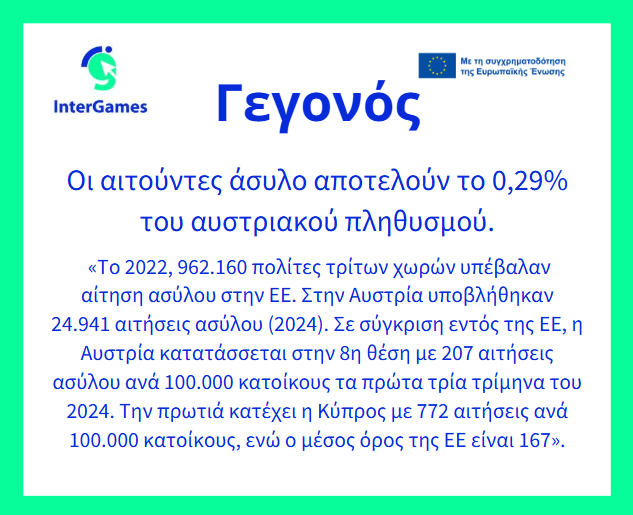 InterGames
Με τη συγχρηματοδότηση
της Ευρωπαϊκής Ένωσης
Γεγονός
Οι αιτούντες άσυλο αποτελούν το 0,29%
του αυστριακού πληθυσμού.
«Το 2022, 962.160 πολίτες τρίτων χωρών υπέβαλαν
αίτηση ασύλου στην ΕΕ. Στην Αυστρία υποβλήθηκαν
24.941 αιτήσεις ασύλου (2024). Σε σύγκριση εντός της ΕΕ, η
Αυστρία κατατάσσεται στην 8η θέση με 207 αιτήσεις
ασύλου ανά 100.000 κατοίκους τα πρώτα τρία τρίμηνα του
2024. Την πρωτιά κατέχει η Κύπρος με 772 αιτήσεις ανά
100.000 κατοίκους, ενώ ο μέσος όρος της ΕΕ είναι 167».